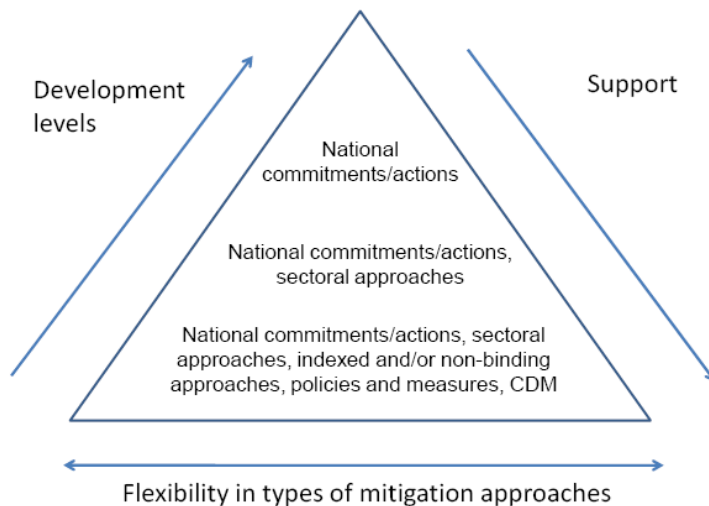 Development
levels
Support
National
commitments/actions
National commitments/actions,
sectoral approaches
National commitments/actions, sectoral
approaches, indexed and/or non-binding
approaches, policies and measures, CDM
Flexibility in types of mitigation approaches